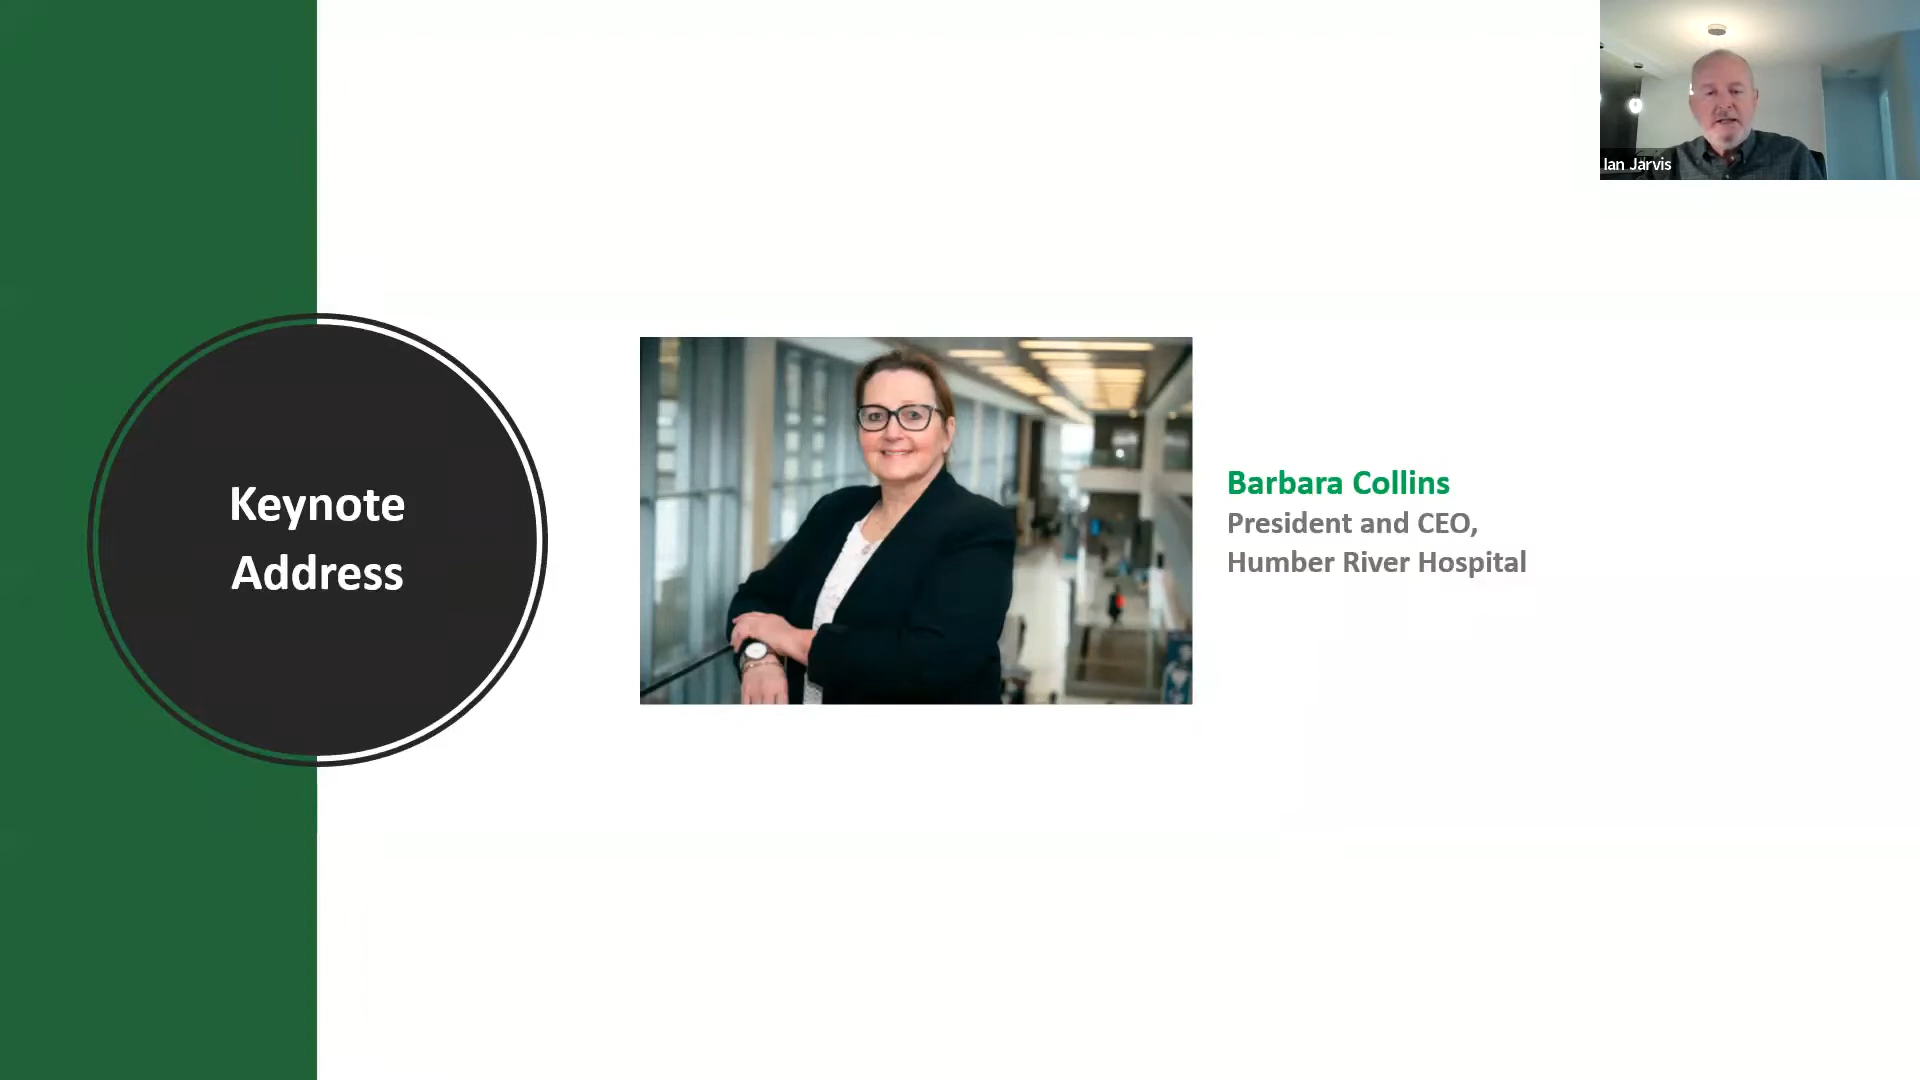 Ian Jarvis
Keynote
Address
Barbara Collins
President and CEO,
Humber River Hospital